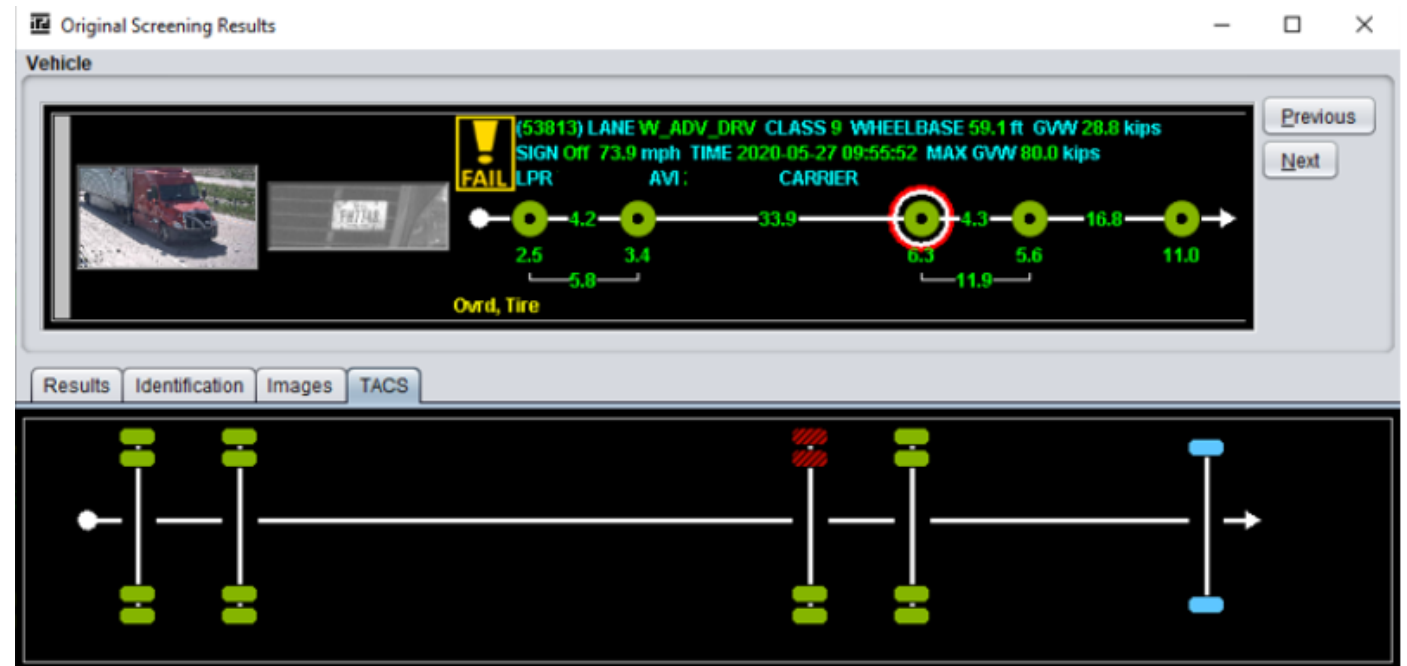 Original Screening Results
Vehicle
(53813) LANE W_ADV_DRV CLASS 9 WHEELBASE 59.1 ft GVW 28.8 kips
SIGN Off 73.9 mph TIME 2020-05-27 09:55:52 MAX GVW 80.0 kips
FAIL LPR AVI : CARRIER
4.2 33.9 4.3 16.8
2.5 3.4 6.3 5.6 11.0
5.8 11.9
Ovrd, Tire
Previous
Next
Results Identification Images TACS